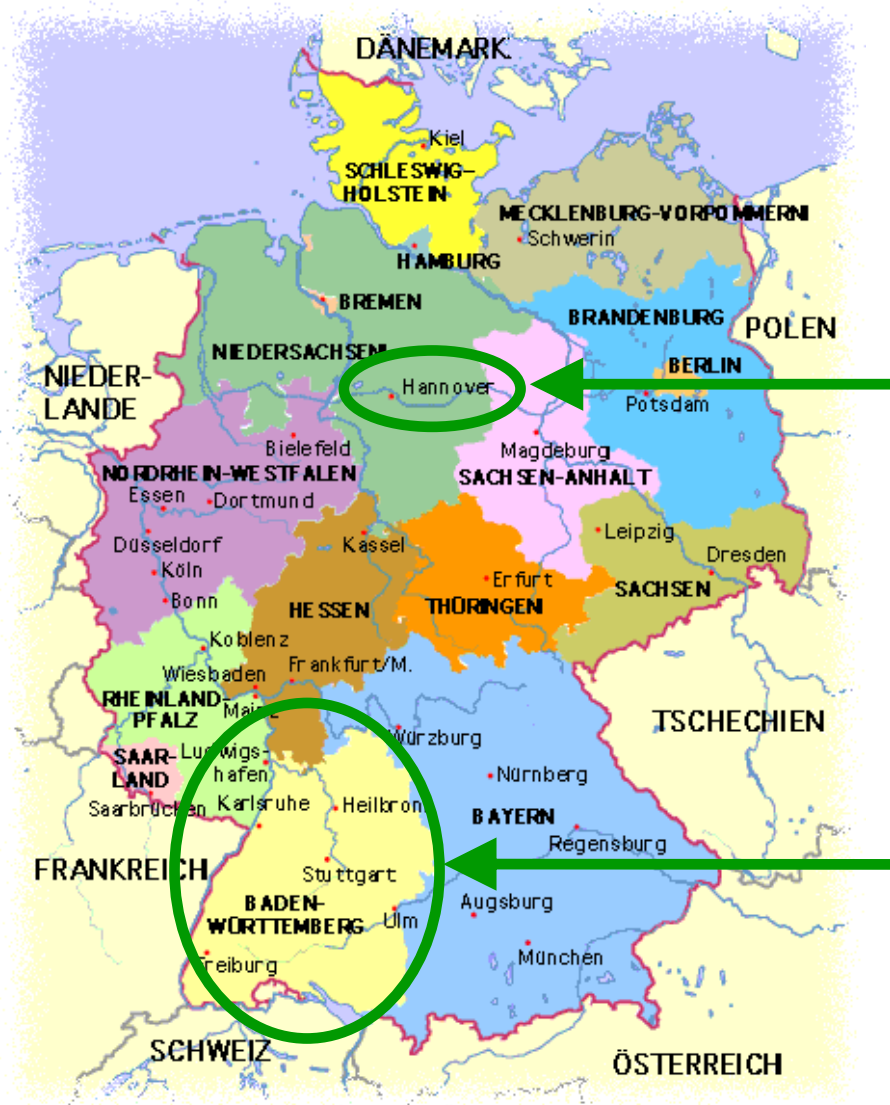 DÄNEMARK
Kiel
SCHLESWIG-
HOLSTEIN
MECKLENBURG-VORPOMMERN
Schwerin
HAMBURG
BREMEN
BRANDENBURG
POLEN
NIEDERSACHSEN
BERLIN
NIEDER-
LANDE
Hannover
Potsdam
Bielefeld
Magdeburg
NORDRHEIN-WESTFALEN
SACHSEN-ANHALT
Essen
Dortmund
Leipzig
Düsseldorf
Kassel
Dresden
Köln
Erfurt
SACHSEN
Bonn
HESSEN
THÜRINGEN
Koblenz
Wiesbaden
Frankfurt/M.
RHEINLAND-
PFALZ
Mainz
TSCHECHIEN
Würzburg
SAAR-
LAND
Ludwigs-
hafen
Nürnberg
Saarbrücken
Karlsruhe
Heilbronn
BAYERN
Regensburg
FRANKREICH
Stuttgart
BADEN-
WÜRTTEMBERG
Augsburg
Ulm
Freiburg
München
SCHWEIZ
ÖSTERREICH